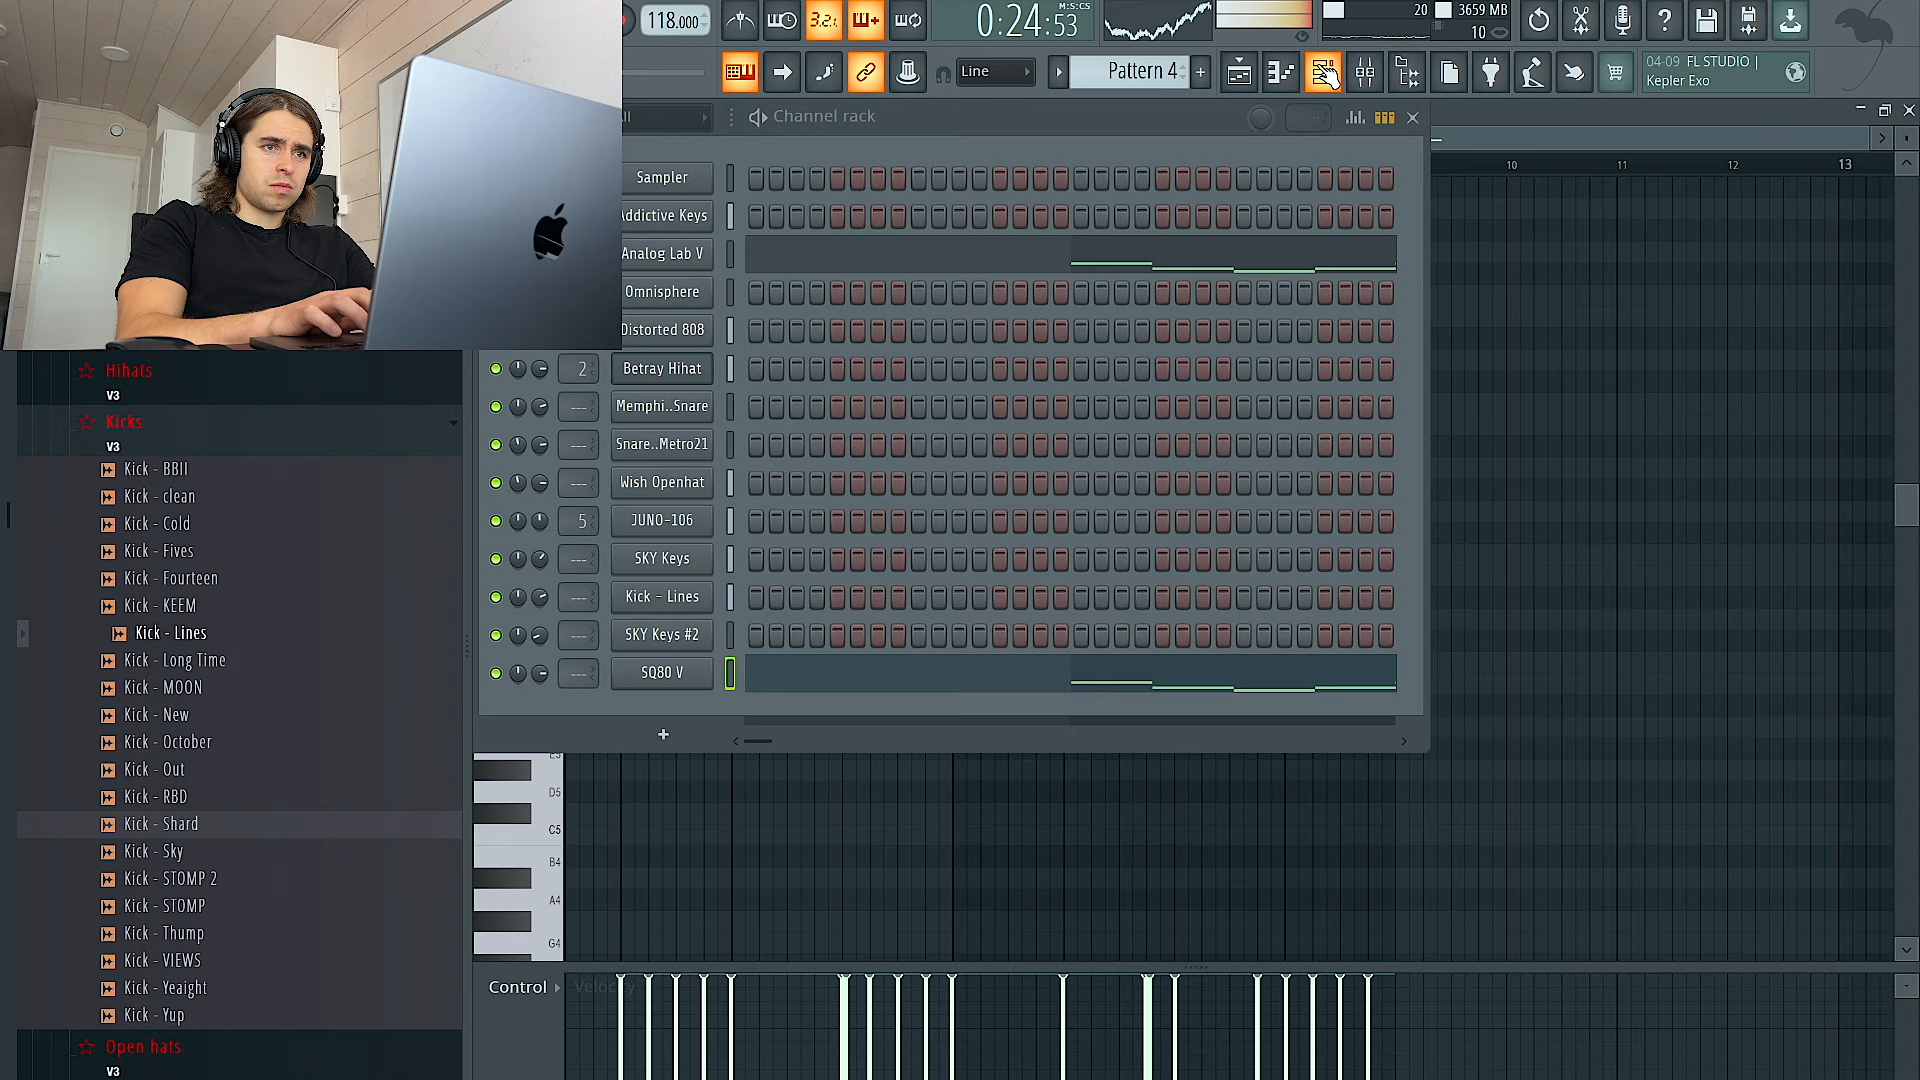 118.000
3.2.
0:24:53
M:S:CS
20
3659 MB
10
Line
Pattern 4
04-09 FL STUDIO |
Kepler Exo
Channel rack
10
11
12
13
Sampler
Addictive Keys
Analog Lab V
Omnisphere
Distorted 808
2
Betray Hihat
Memphi..Snare
Snare..Metro21
Wish Openhat
5
JUNO-106
SKY Keys
Kick - Lines
SKY Keys #2
SQ80 V
Hihats
V3
Kicks
V3
Kick - BBII
Kick - clean
Kick - Cold
Kick - Fives
Kick - Fourteen
Kick - KEEM
Kick - Lines
Kick - Long Time
Kick - MOON
Kick - New
Kick - October
Kick - Out
Kick - RBD
Kick - Shard
Kick - Sky
Kick - STOMP 2
Kick - STOMP
Kick - Thump
Kick - VIEWS
Kick - Yeaight
Kick - Yup
Open hats
V3
D5
C5
B4
A4
G4
Control
Velocity